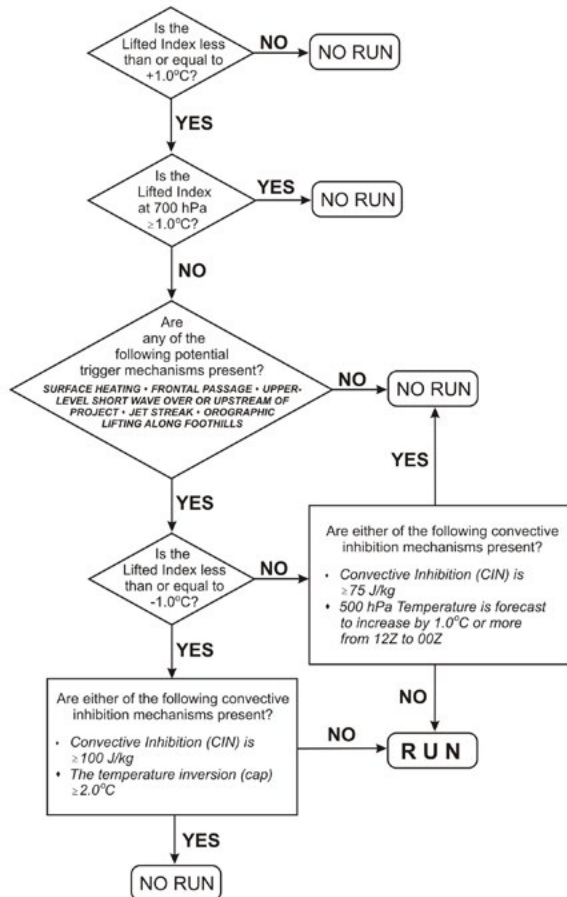 Is the
Lifted Index less
than or equal to
+1.0°C?
NO
NO RUN
YES
Is the
Lifted Index
at 700 hPa
≥1.0°C?
YES
NO RUN
NO
Are
any of the
following potential
trigger mechanisms present?
SURFACE HEATING • FRONTAL PASSAGE • UPPER-
LEVEL SHORT WAVE OVER OR UPSTREAM OF
PROJECT • JET STREAK • OROGRAPHIC
LIFTING ALONG FOOTHILLS
NO
NO RUN
YES
YES
Is the
Lifted Index less
than or equal to
-1.0°C?
NO
Are either of the following convective
inhibition mechanisms present?
• Convective Inhibition (CIN) is
≥75 J/kg
♦ 500 hPa Temperature is forecast
to increase by 1.0°C or more
from 12Z to 00Z
YES
NO
Are either of the following convective
inhibition mechanisms present?
• Convective Inhibition (CIN) is
≥100 J/kg
♦ The temperature inversion (cap)
≥2.0°C
NO
RUN
YES
NO RUN